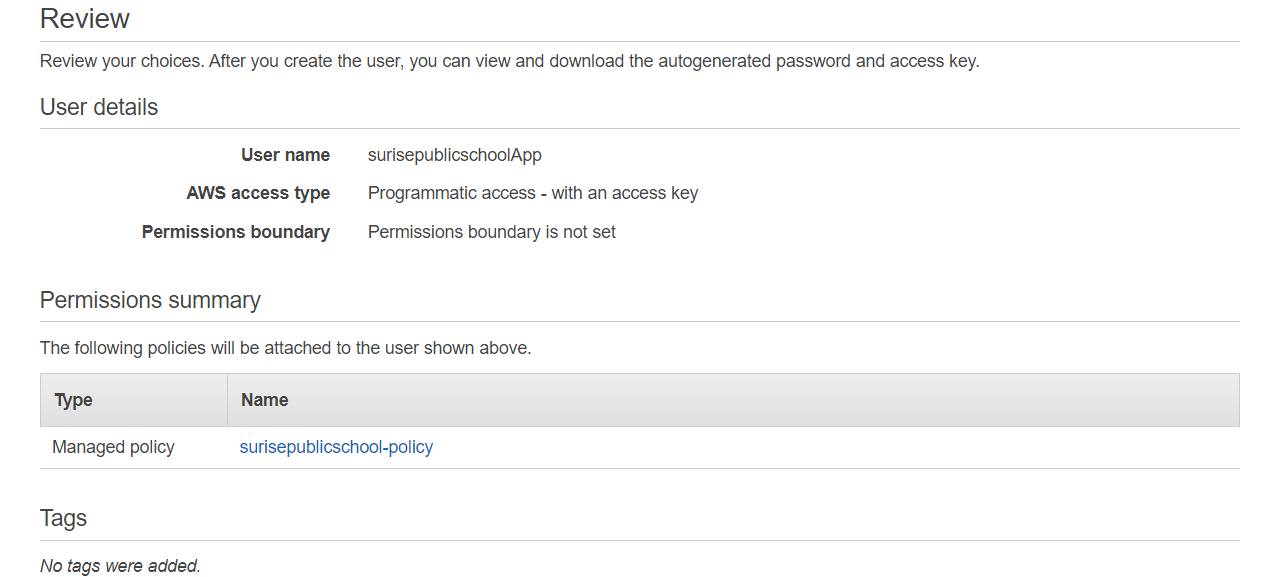 Review
Review your choices. After you create the user, you can view and download the autogenerated password and access key.
User details
User name surisepublicschoolApp
AWS access type Programmatic access - with an access key
Permissions boundary Permissions boundary is not set
Permissions summary
The following policies will be attached to the user shown above.
Type Name
Managed policy surisepublicschool-policy
Tags
No tags were added.